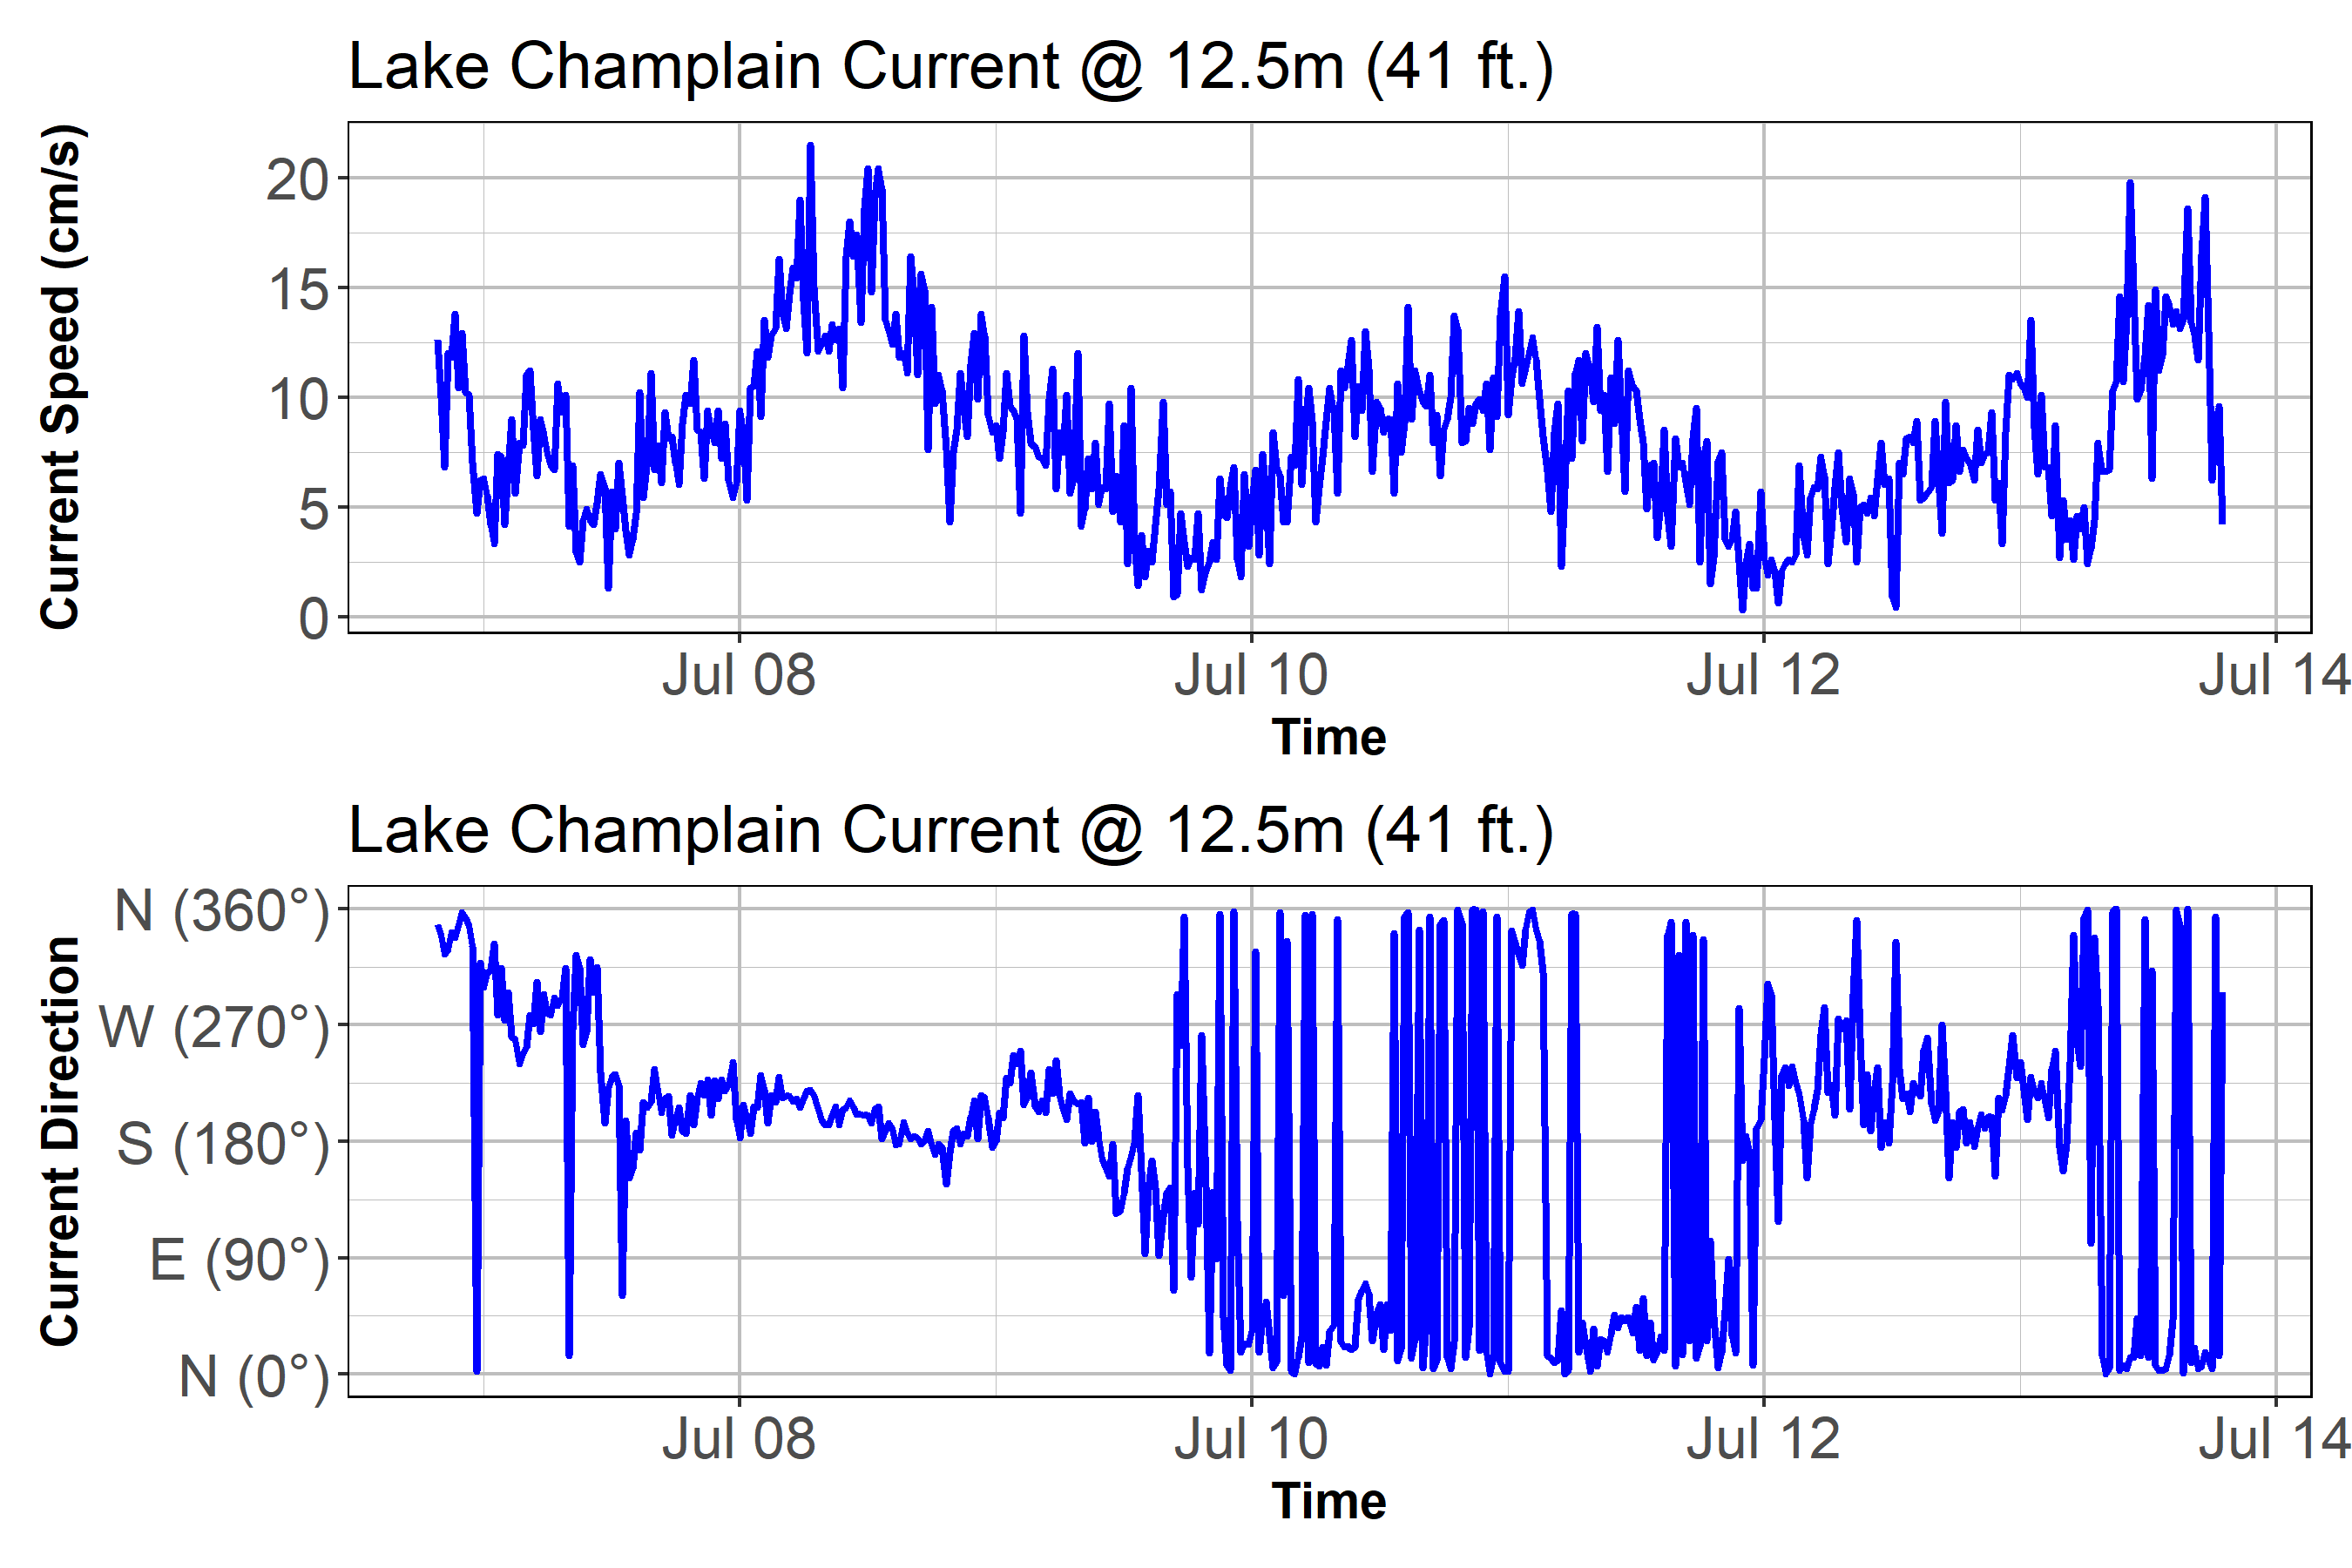 Lake Champlain Current @ 12.5m (41 ft.)
Current Speed (cm/s)
20
15
10
5
0
Jul 08 Jul 10 Jul 12 Jul 14
Time
Lake Champlain Current @ 12.5m (41 ft.)
Current Direction
N (360°)
W (270°)
S (180°)
E (90°)
N (0°)
Jul 08 Jul 10 Jul 12 Jul 14
Time